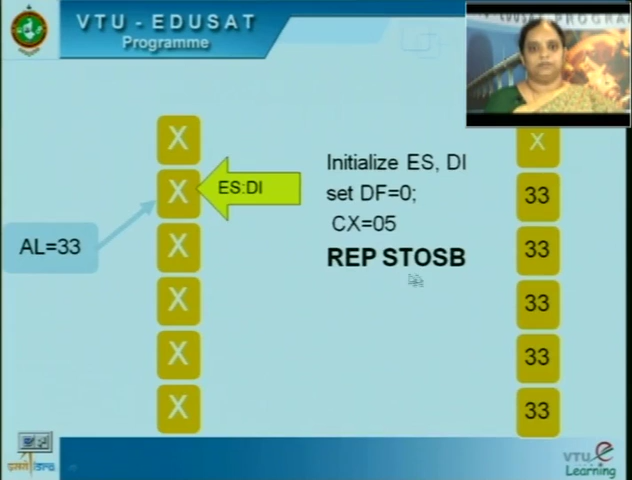 VTU - EDUSAT
Programme
X
X
X
X
X
X
ES:DI
AL=33
Initialize ES, DI
set DF=0;
CX=05
REP STOSB
X
33
33
33
33
33
VTU e
Learning